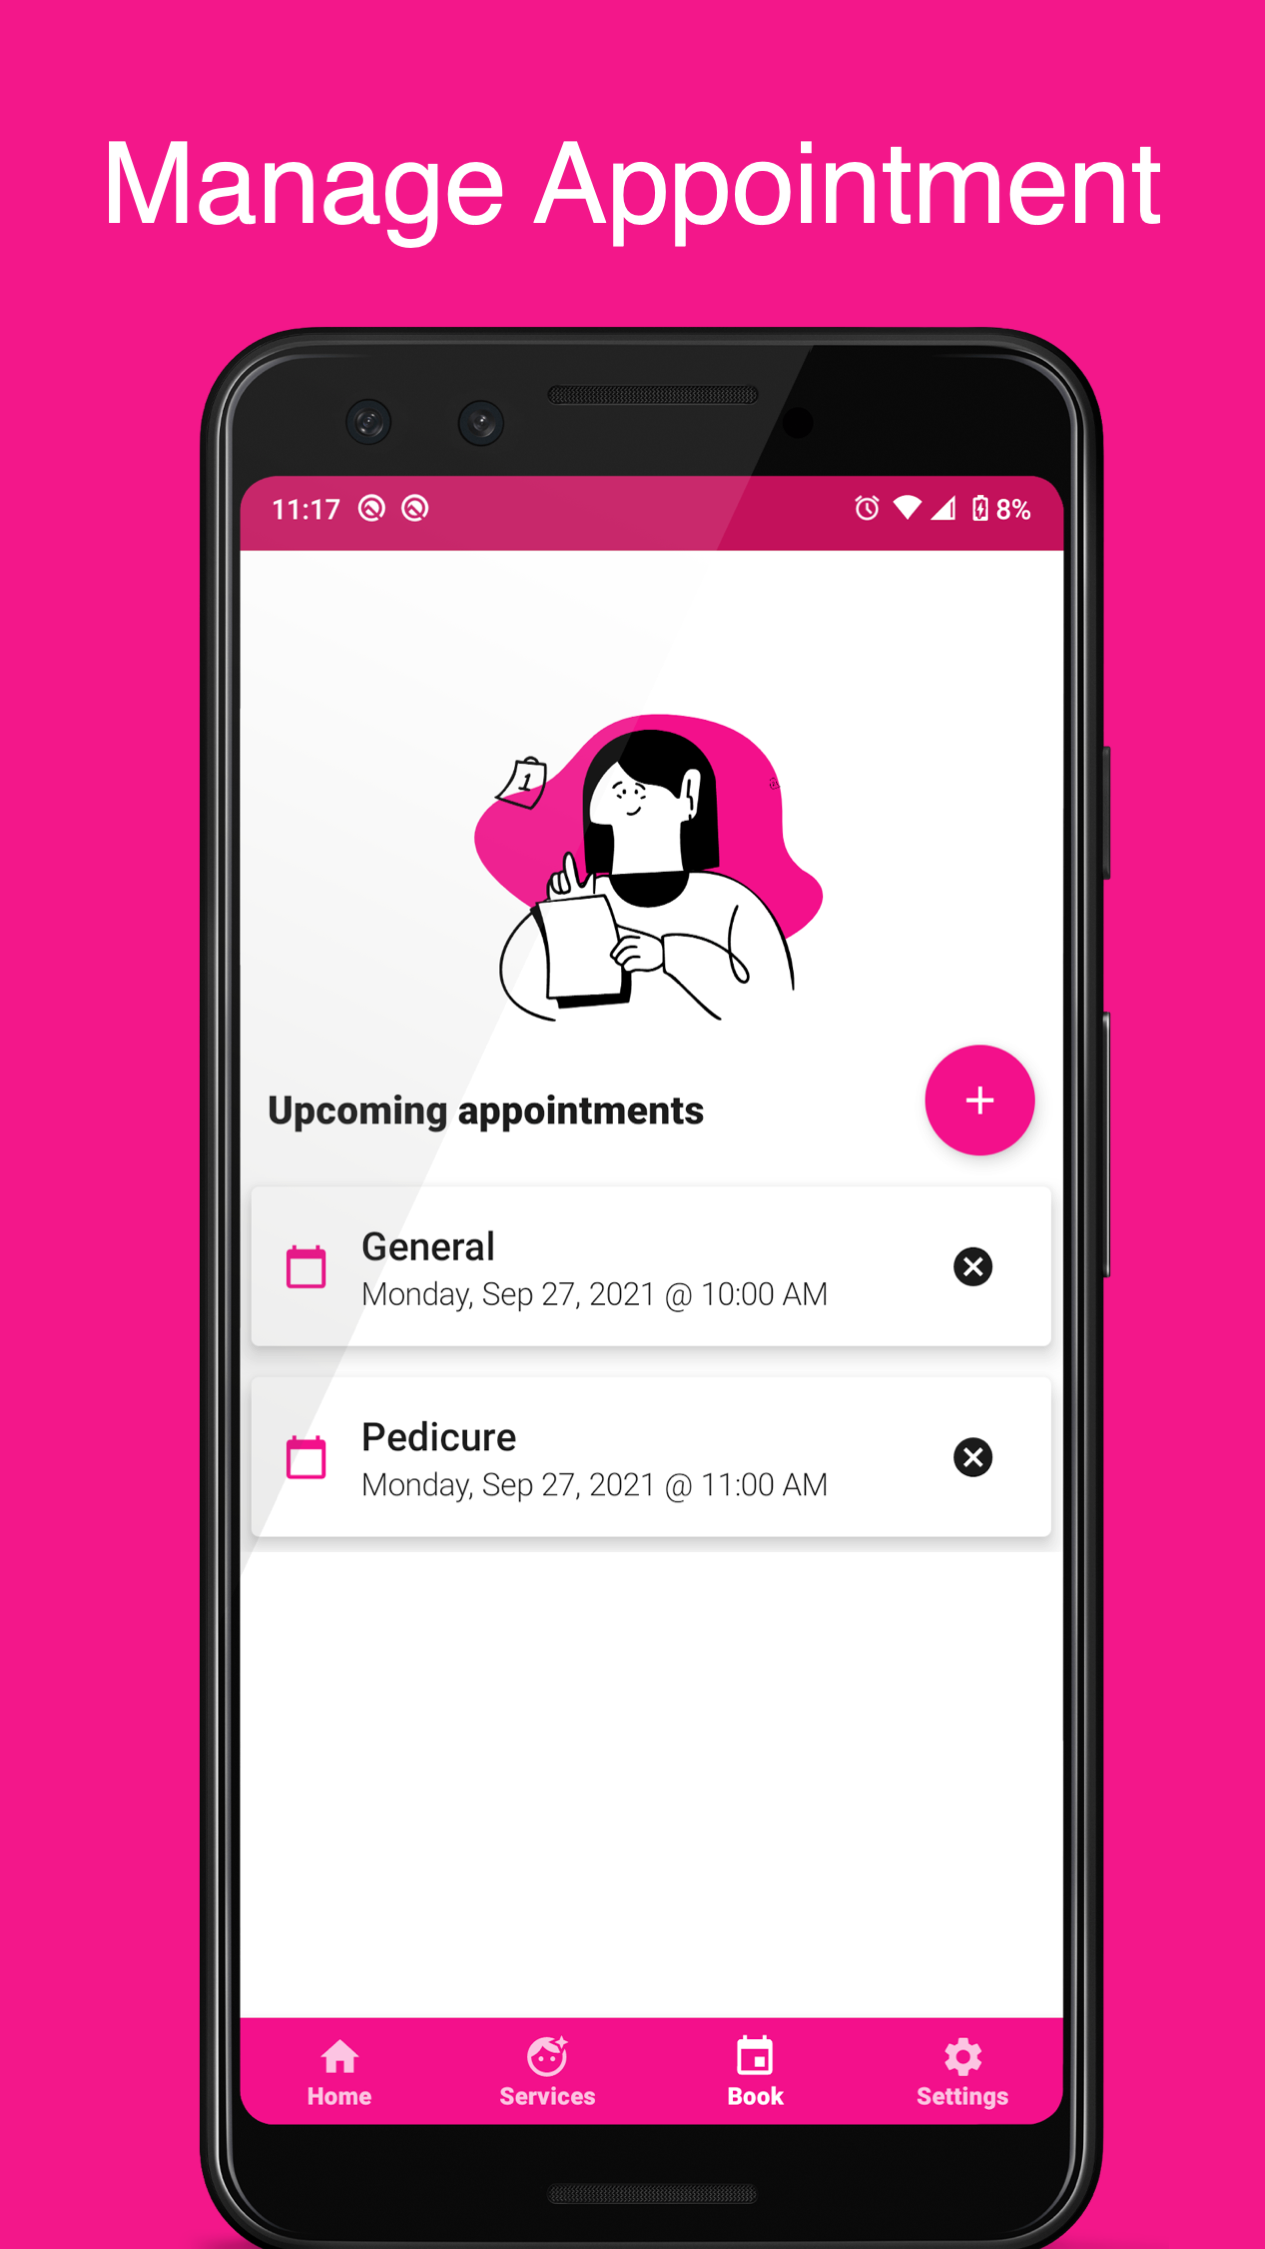 Manage Appointment
11:17
8%
1
Upcoming appointments
General
Monday, Sep 27, 2021 @ 10:00 AM
Pedicure
Monday, Sep 27, 2021 @ 11:00 AM
Home
Services
Book
Settings